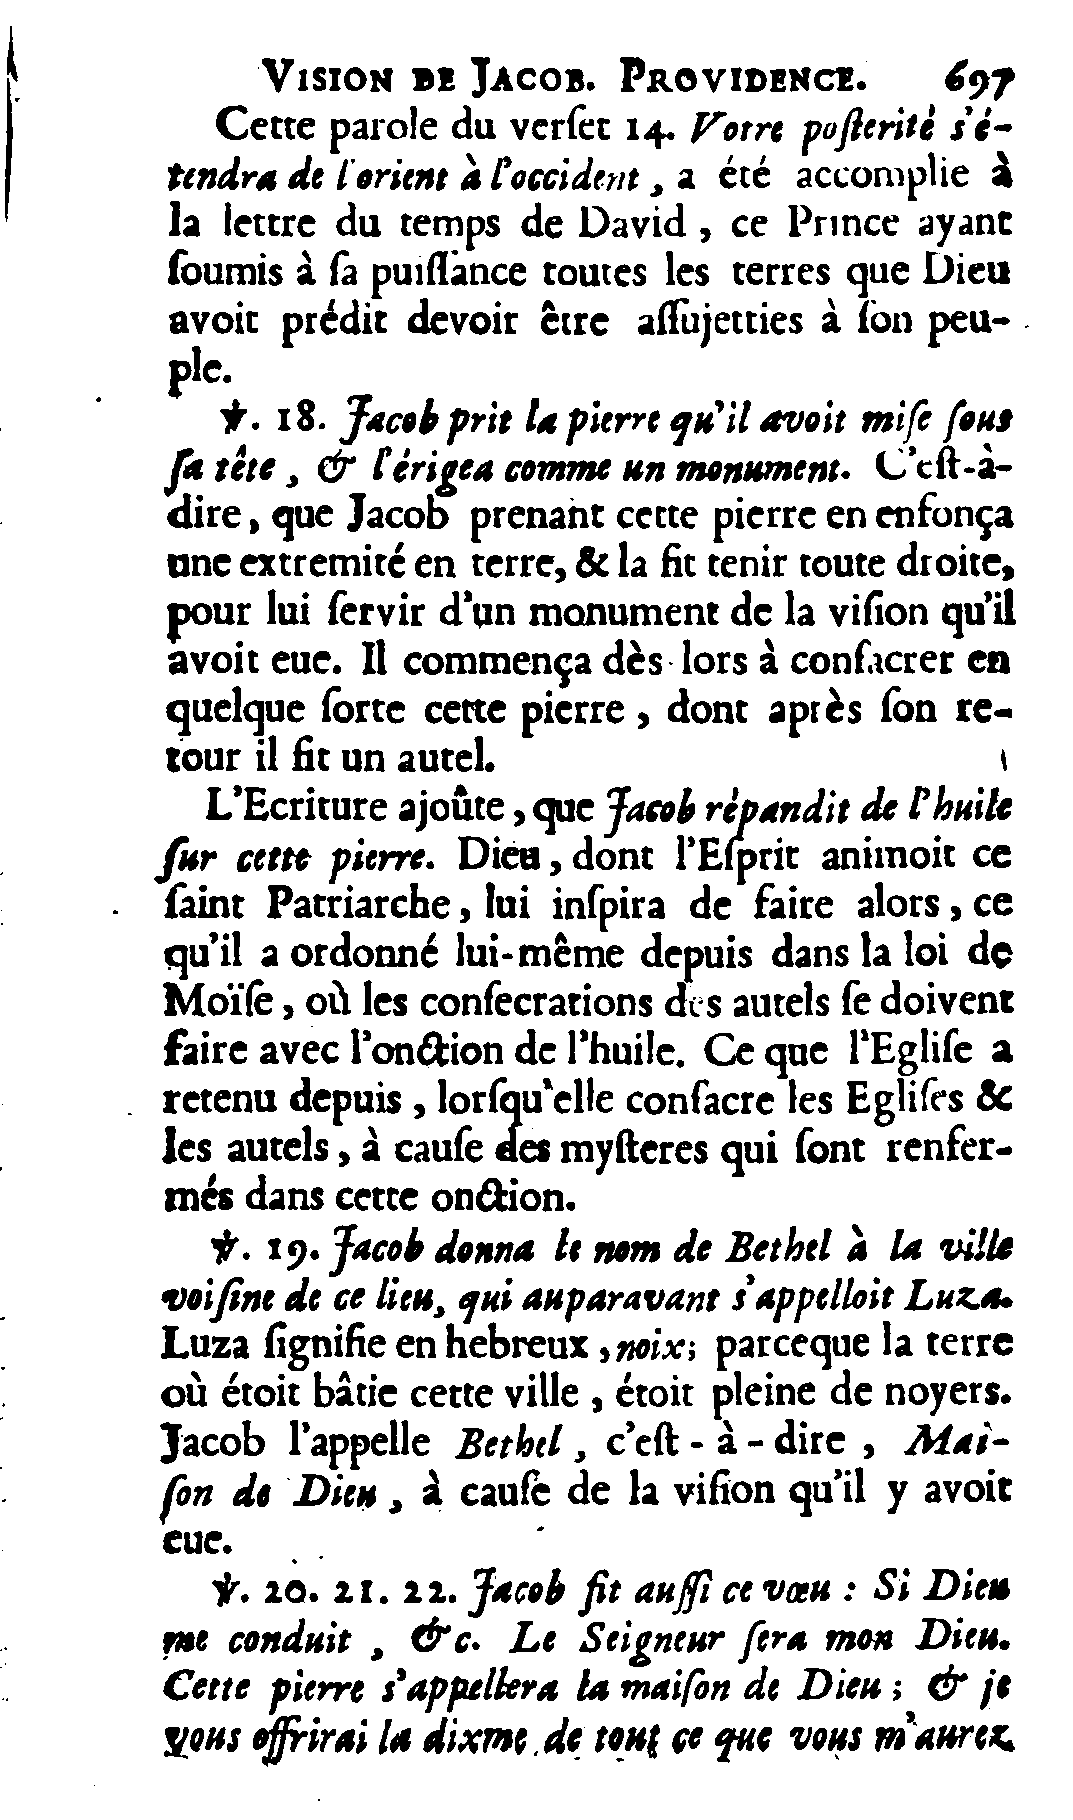 VISION DE JACOB. PROVIDENCE. 697
Cette parole du verſet 14. Votre poſterité s'é-
tendra de l'orient à l'occident, a été accomplie à
la lettre du temps de David, ce Prince ayant
ſoumis à ſa puiſſance toutes les terres que Dieu
avoit prédit devoir être aſſujetties à ſon peu-
ple.
℣. 18. Jacob prit la pierre qu'il avoit miſe ſous
ſa tête, & l'érigea comme un monument. C'eſt-à-
dire, que Jacob prenant cette pierre en enfonça
une extremité en terre, & la fit tenir toute droite,
pour lui ſervir d'un monument de la viſion qu'il
avoit eue. Il commença dès lors à conſacrer en
quelque ſorte cette pierre, dont après ſon re-
tour il fit un autel.
L'Ecriture ajoûte, que Jacob répandit de l'huile
ſur cette pierre. Dieu, dont l'Eſprit animoit ce
ſaint Patriarche, lui inſpira de faire alors, ce
qu'il a ordonné lui-même depuis dans la loi de
Moïſe, où les conſecrations des autels ſe doivent
faire avec l'onction de l'huile. Ce que l'Egliſe a
retenu depuis, lorſqu'elle conſacre les Egliſes &
les autels, à cauſe des myſteres qui ſont renfer-
més dans cette onction.
℣. 19. Jacob donna le nom de Bethel à la ville
voiſine de ce lieu, qui auparavant s'appelloit Luza.
Luza ſignifie en hebreux, noix; parceque la terre
où étoit bâtie cette ville, étoit pleine de noyers.
Jacob l'appelle Bethel, c'eſt-à-dire, Mai-
ſon de Dieu, à cauſe de la viſion qu'il y avoit
eue.
℣. 20. 21. 22. Jacob fit auſſi ce vœu : Si Dieu
me conduit, &c. Le Seigneur ſera mon Dieu.
Cette pierre s'appellera la maiſon de Dieu; & je
vous offrirai la dixme de tout ce que vous m'aurez